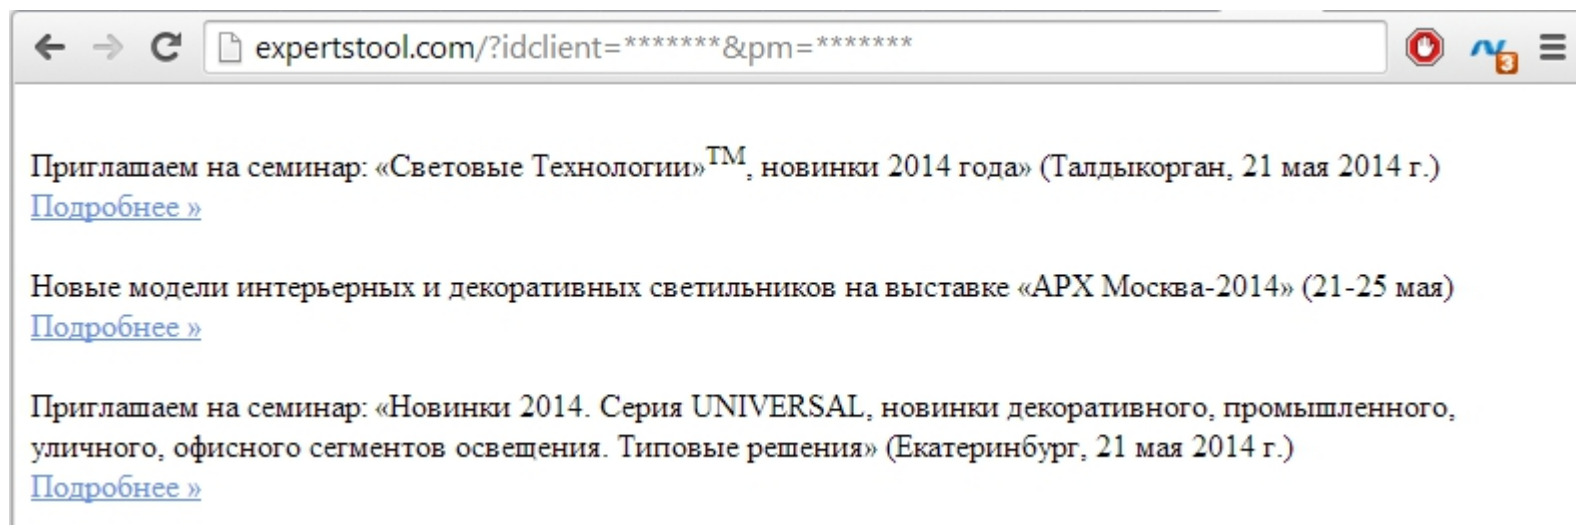 expertstool.com/?idclient=*******&pm=*******
3
Приглашаем на семинар: «Световые Технологии»TM, новинки 2014 года» (Талдыкорган, 21 мая 2014 г.)
Подробнее »
Новые модели интерьерных и декоративных светильников на выставке «АРХ Москва-2014» (21-25 мая)
Подробнее »
Приглашаем на семинар: «Новинки 2014. Серия UNIVERSAL, новинки декоративного, промышленного,
уличного, офисного сегментов освещения. Типовые решения» (Екатеринбург, 21 мая 2014 г.)
Подробнее »